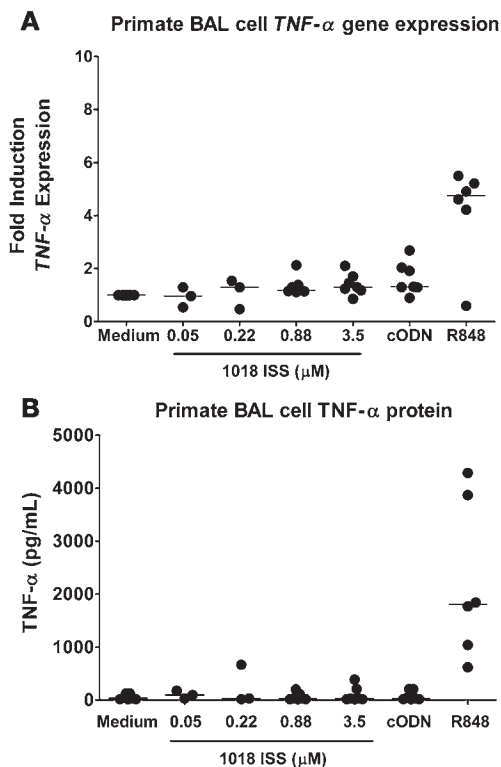 A
Primate BAL cell TNF-α gene expression
Fold Induction
TNF-α Expression
10
8
6
4
2
0
Medium 0.05 0.22 0.88 3.5 cODN R848
1018 ISS (μM)
B
Primate BAL cell TNF-α protein
TNF-α (pg/mL)
5000
4000
3000
2000
1000
0
Medium 0.05 0.22 0.88 3.5 cODN R848
1018 ISS (μM)